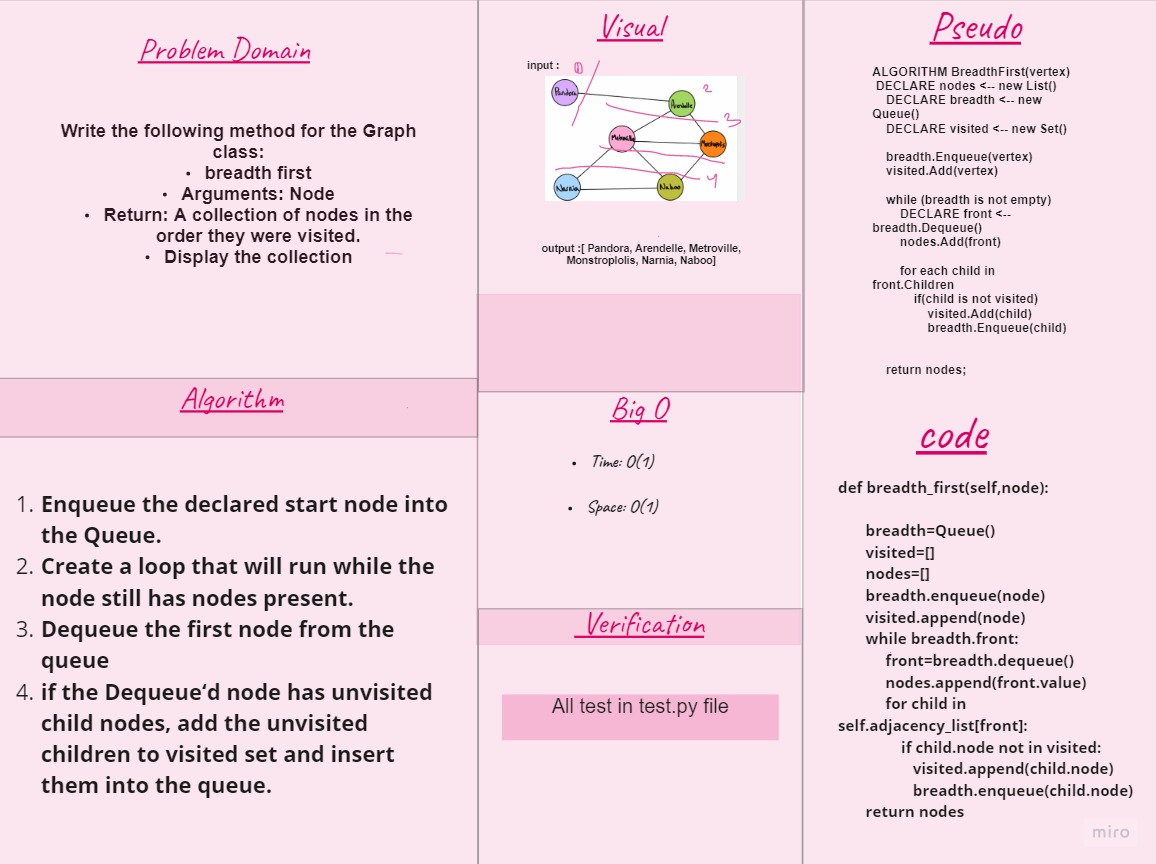 Problem Domain
Write the following method for the Graph
class:
• breadth first
• Arguments: Node
• Return: A collection of nodes in the
order they were visited.
• Display the collection
Algorithm
1. Enqueue the declared start node into
the Queue.
2. Create a loop that will run while the
node still has nodes present.
3. Dequeue the first node from the
queue
4. if the Dequeue‘d node has unvisited
child nodes, add the unvisited
children to visited set and insert
them into the queue.
Visual
input :
Pandora
Arendelle
2
3
Metroville
Narnia
Naboo
4
output :[ Pandora, Arendelle, Metroville,
Monstroplolis, Narnia, Naboo]
Big O
• Time: O(1)
• Space: O(1)
Verification
All test in test.py file
Pseudo
ALGORITHM BreadthFirst(vertex)
DECLARE nodes <-- new List()
DECLARE breadth <-- new
Queue()
DECLARE visited <-- new Set()
breadth.Enqueue(vertex)
visited.Add(vertex)
while (breadth is not empty)
DECLARE front <--
breadth.Dequeue()
nodes.Add(front)
for each child in
front.Children
if(child is not visited)
visited.Add(child)
breadth.Enqueue(child)
return nodes;
code
def breadth_first(self,node):
breadth=Queue()
visited=[]
nodes=[]
breadth.enqueue(node)
visited.append(node)
while breadth.front:
front=breadth.dequeue()
nodes.append(front.value)
for child in
self.adjacency_list[front]:
if child.node not in visited:
visited.append(child.node)
breadth.enqueue(child.node)
return nodes
miro